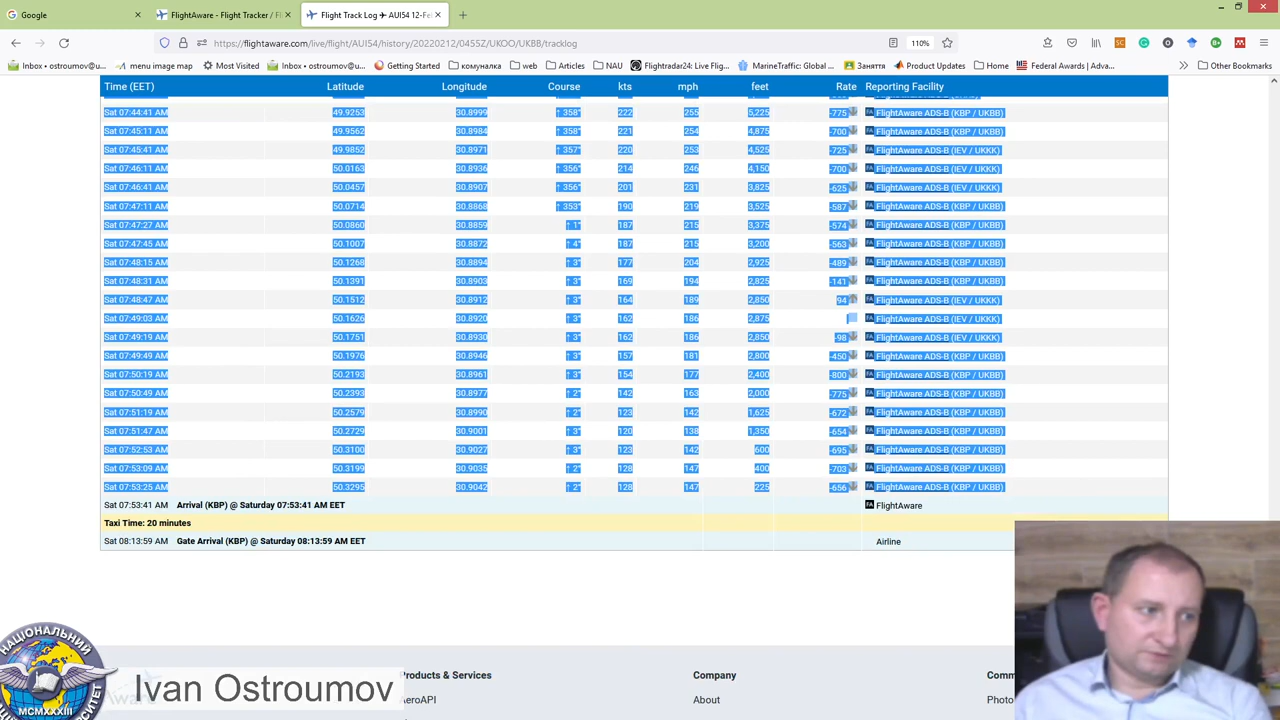 Google
FlightAware - Flight Tracker / Fl
Flight Track Log ✈ AUI54 12-Fe
https://flightaware.com/live/flight/AUI54/history/20220212/0455Z/UKOO/UKBB/tracklog
110%
Inbox • ostroumov@u...
menu image map
Most Visited
Inbox • ostroumov@u...
Getting Started
комуналка
web
Articles
NAU
Flightradar24: Live Flig...
MarineTraffic: Global ...
Заняття
Product Updates
Home
Federal Awards | Adva...
Other Bookmarks
Time (EET) Latitude Longitude Course kts mph feet Rate Reporting Facility
Sat 07:44:41 AM 49.9253 30.8999 ↑ 358° 222 255 5,225 -775 FlightAware ADS-B (KBP / UKBB)
Sat 07:45:11 AM 49.9562 30.8984 ↑ 358° 221 254 4,875 -700 FlightAware ADS-B (KBP / UKBB)
Sat 07:45:41 AM 49.9852 30.8971 ↑ 357° 220 253 4,525 -725 FlightAware ADS-B (IEV / UKKK)
Sat 07:46:11 AM 50.0163 30.8936 ↑ 356° 214 246 4,150 -700 FlightAware ADS-B (IEV / UKKK)
Sat 07:46:41 AM 50.0457 30.8907 ↑ 356° 201 231 3,825 -625 FlightAware ADS-B (IEV / UKKK)
Sat 07:47:11 AM 50.0714 30.8868 ↑ 353° 190 219 3,525 -587 FlightAware ADS-B (KBP / UKBB)
Sat 07:47:27 AM 50.0860 30.8859 ↑ 1° 187 215 3,375 -574 FlightAware ADS-B (KBP / UKBB)
Sat 07:47:45 AM 50.1007 30.8872 ↑ 4° 187 215 3,200 -563 FlightAware ADS-B (KBP / UKBB)
Sat 07:48:15 AM 50.1268 30.8894 ↑ 3° 177 204 2,925 -489 FlightAware ADS-B (KBP / UKBB)
Sat 07:48:31 AM 50.1391 30.8903 ↑ 3° 169 194 2,825 -141 FlightAware ADS-B (KBP / UKBB)
Sat 07:48:47 AM 50.1512 30.8912 ↑ 3° 164 189 2,850 94 FlightAware ADS-B (IEV / UKKK)
Sat 07:49:03 AM 50.1626 30.8920 ↑ 3° 162 186 2,875 FlightAware ADS-B (IEV / UKKK)
Sat 07:49:19 AM 50.1751 30.8930 ↑ 3° 162 186 2,850 -98 FlightAware ADS-B (IEV / UKKK)
Sat 07:49:49 AM 50.1976 30.8946 ↑ 3° 157 181 2,800 -450 FlightAware ADS-B (KBP / UKBB)
Sat 07:50:19 AM 50.2193 30.8961 ↑ 3° 154 177 2,400 -800 FlightAware ADS-B (KBP / UKBB)
Sat 07:50:49 AM 50.2393 30.8977 ↑ 2° 142 163 2,000 -775 FlightAware ADS-B (KBP / UKBB)
Sat 07:51:19 AM 50.2579 30.8990 ↑ 2° 123 142 1,625 -672 FlightAware ADS-B (KBP / UKBB)
Sat 07:51:47 AM 50.2729 30.9001 ↑ 3° 120 138 1,350 -654 FlightAware ADS-B (KBP / UKBB)
Sat 07:52:53 AM 50.3100 30.9027 ↑ 3° 123 142 600 -695 FlightAware ADS-B (KBP / UKBB)
Sat 07:53:09 AM 50.3199 30.9035 ↑ 2° 128 147 400 -703 FlightAware ADS-B (KBP / UKBB)
Sat 07:53:25 AM 50.3295 30.9042 ↑ 2° 128 147 225 -656 FlightAware ADS-B (KBP / UKBB)
Sat 07:53:41 AM Arrival (KBP) @ Saturday 07:53:41 AM EET FlightAware
Taxi Time: 20 minutes
Sat 08:13:59 AM Gate Arrival (KBP) @ Saturday 08:13:59 AM EET Airline
НАЦІОНАЛЬНИЙ
MCMXXXIII
Ivan Ostroumov
roducts & Services
Company
Comm
eroAPI
About
Photo